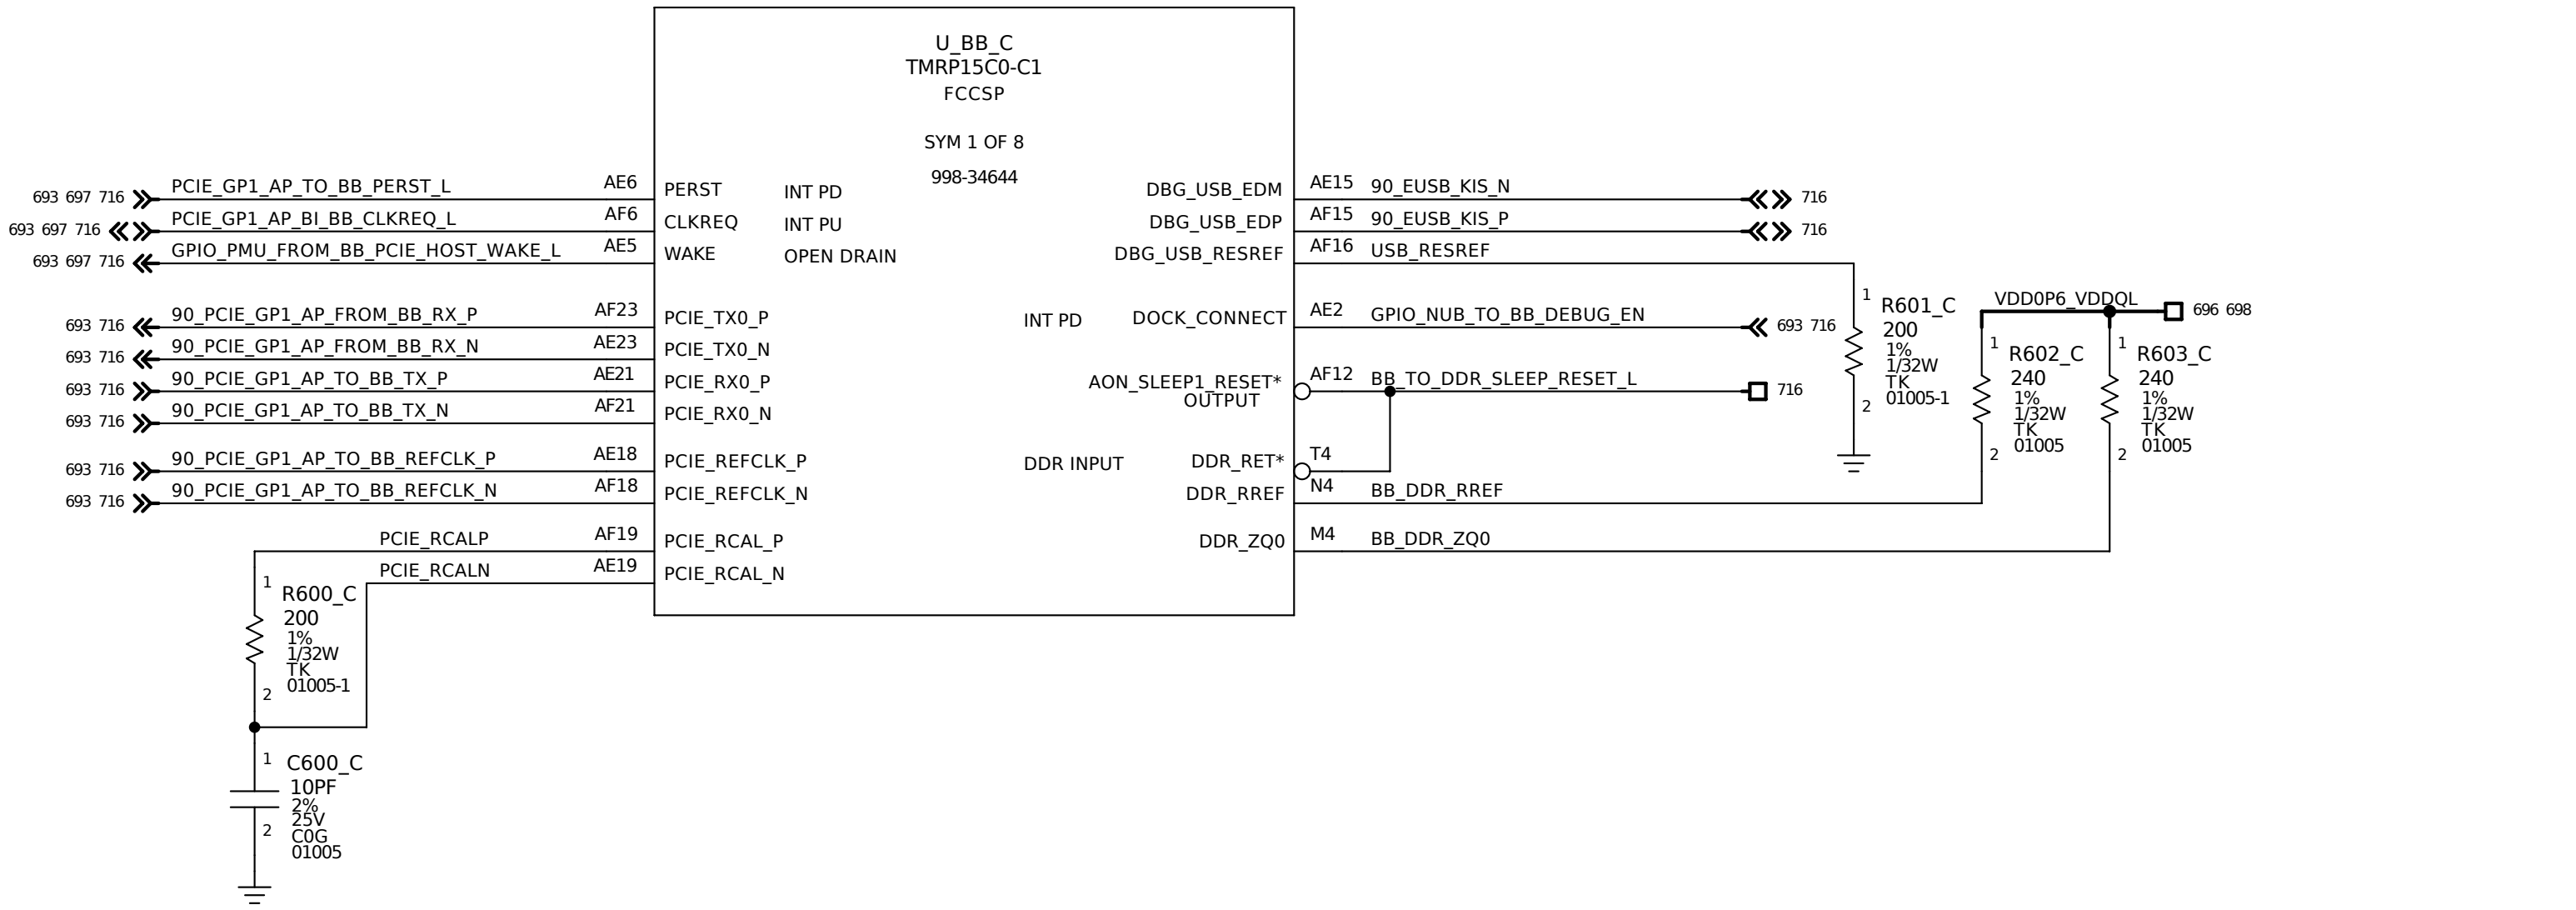 U_BB_C
TMRP15C0-C1
FCCSP
SYM 1 OF 8
998-34644
693 697 716 PCIE_GP1_AP_TO_BB_PERST_L AE6 PERST INT PD
693 697 716 PCIE_GP1_AP_BI_BB_CLKREQ_L AF6 CLKREQ INT PU
693 697 716 GPIO_PMU_FROM_BB_PCIE_HOST_WAKE_L AE5 WAKE OPEN DRAIN
693 716 90_PCIE_GP1_AP_FROM_BB_RX_P AF23 PCIE_TX0_P
693 716 90_PCIE_GP1_AP_FROM_BB_RX_N AE23 PCIE_TX0_N
693 716 90_PCIE_GP1_AP_TO_BB_TX_P AE21 PCIE_RX0_P
693 716 90_PCIE_GP1_AP_TO_BB_TX_N AF21 PCIE_RX0_N
693 716 90_PCIE_GP1_AP_TO_BB_REFCLK_P AE18 PCIE_REFCLK_P
693 716 90_PCIE_GP1_AP_TO_BB_REFCLK_N AF18 PCIE_REFCLK_N
PCIE_RCALP AF19 PCIE_RCAL_P
PCIE_RCALN AE19 PCIE_RCAL_N
1
R600_C
200
1%
1/32W
TK
01005-1
2
1
C600_C
10PF
2%
25V
C0G
01005
2
DBG_USB_EDM AE15 90_EUSB_KIS_N 716
DBG_USB_EDP AF15 90_EUSB_KIS_P 716
DBG_USB_RESREF AF16 USB_RESREF
INT PD DOCK_CONNECT AE2 GPIO_NUB_TO_BB_DEBUG_EN 693 716
AON_SLEEP1_RESET* AF12 BB_TO_DDR_SLEEP_RESET_L 716
OUTPUT
DDR INPUT DDR_RET* T4
DDR_RREF N4 BB_DDR_RREF
DDR_ZQ0 M4 BB_DDR_ZQ0
1
R601_C
200
1%
1/32W
TK
01005-1
2
VDD0P6_VDDQL 696 698
1
R602_C
240
1%
1/32W
TK
01005
2
1
R603_C
240
1%
1/32W
TK
01005
2